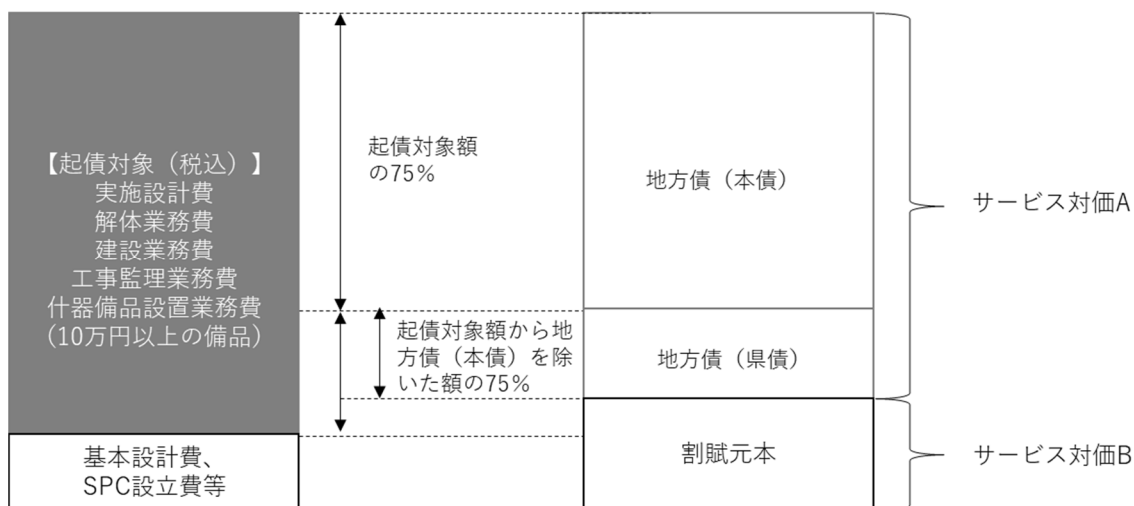 【起債対象（税込）】
実施設計費
解体業務費
建設業務費
工事監理業務費
什器備品設置業務費
（10万円以上の備品）
基本設計費、
SPC設立費等
起債対象額
の75%
起債対象額から地
方債（本債）を除
いた額の75%
地方債（本債）
地方債（県債）
割賦元本
サービス対価A
サービス対価B